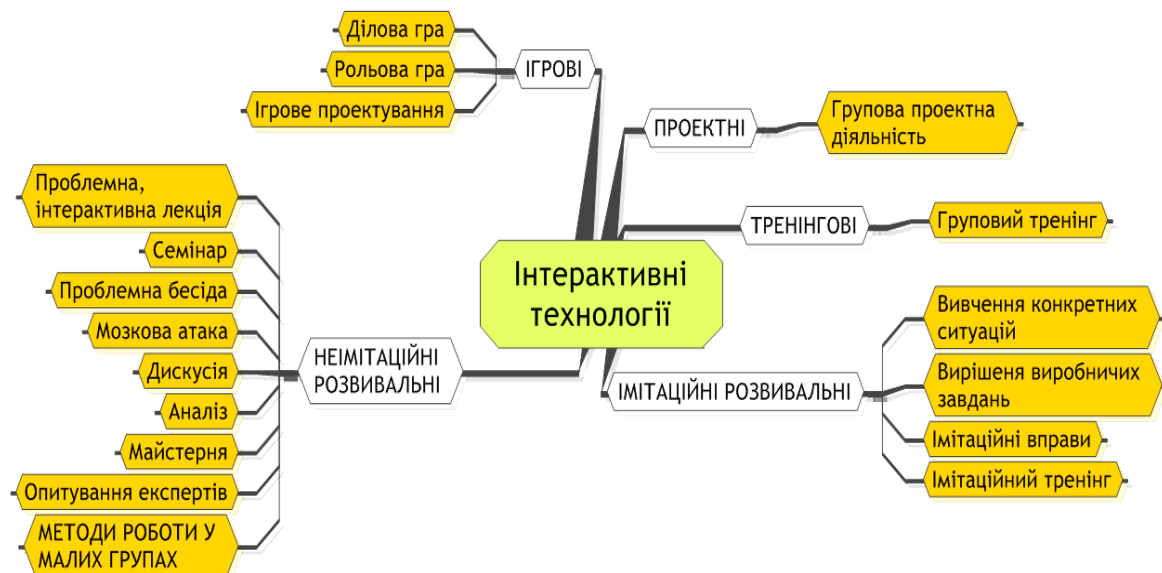 Ділова гра
Рольова гра
Ігрове проектування
ІГРОВІ
ПРОЕКТНІ
Групова проектна
діяльність
ТРЕНІНГОВІ
Груповий тренінг
Інтерактивні
технології
Проблемна,
інтерактивна лекція
Семінар
Проблемна бесіда
Мозкова атака
Дискусія
Аналіз
Майстерня
Опитування експертів
МЕТОДИ РОБОТИ У
МАЛИХ ГРУПАХ
НЕІМІТАЦІЙНІ
РОЗВИВАЛЬНІ
ІМІТАЦІЙНІ РОЗВИВАЛЬНІ
Вивчення конкретних
ситуацій
Вирішеня виробничих
завдань
Імітаційні вправи
Імітаційний тренінг